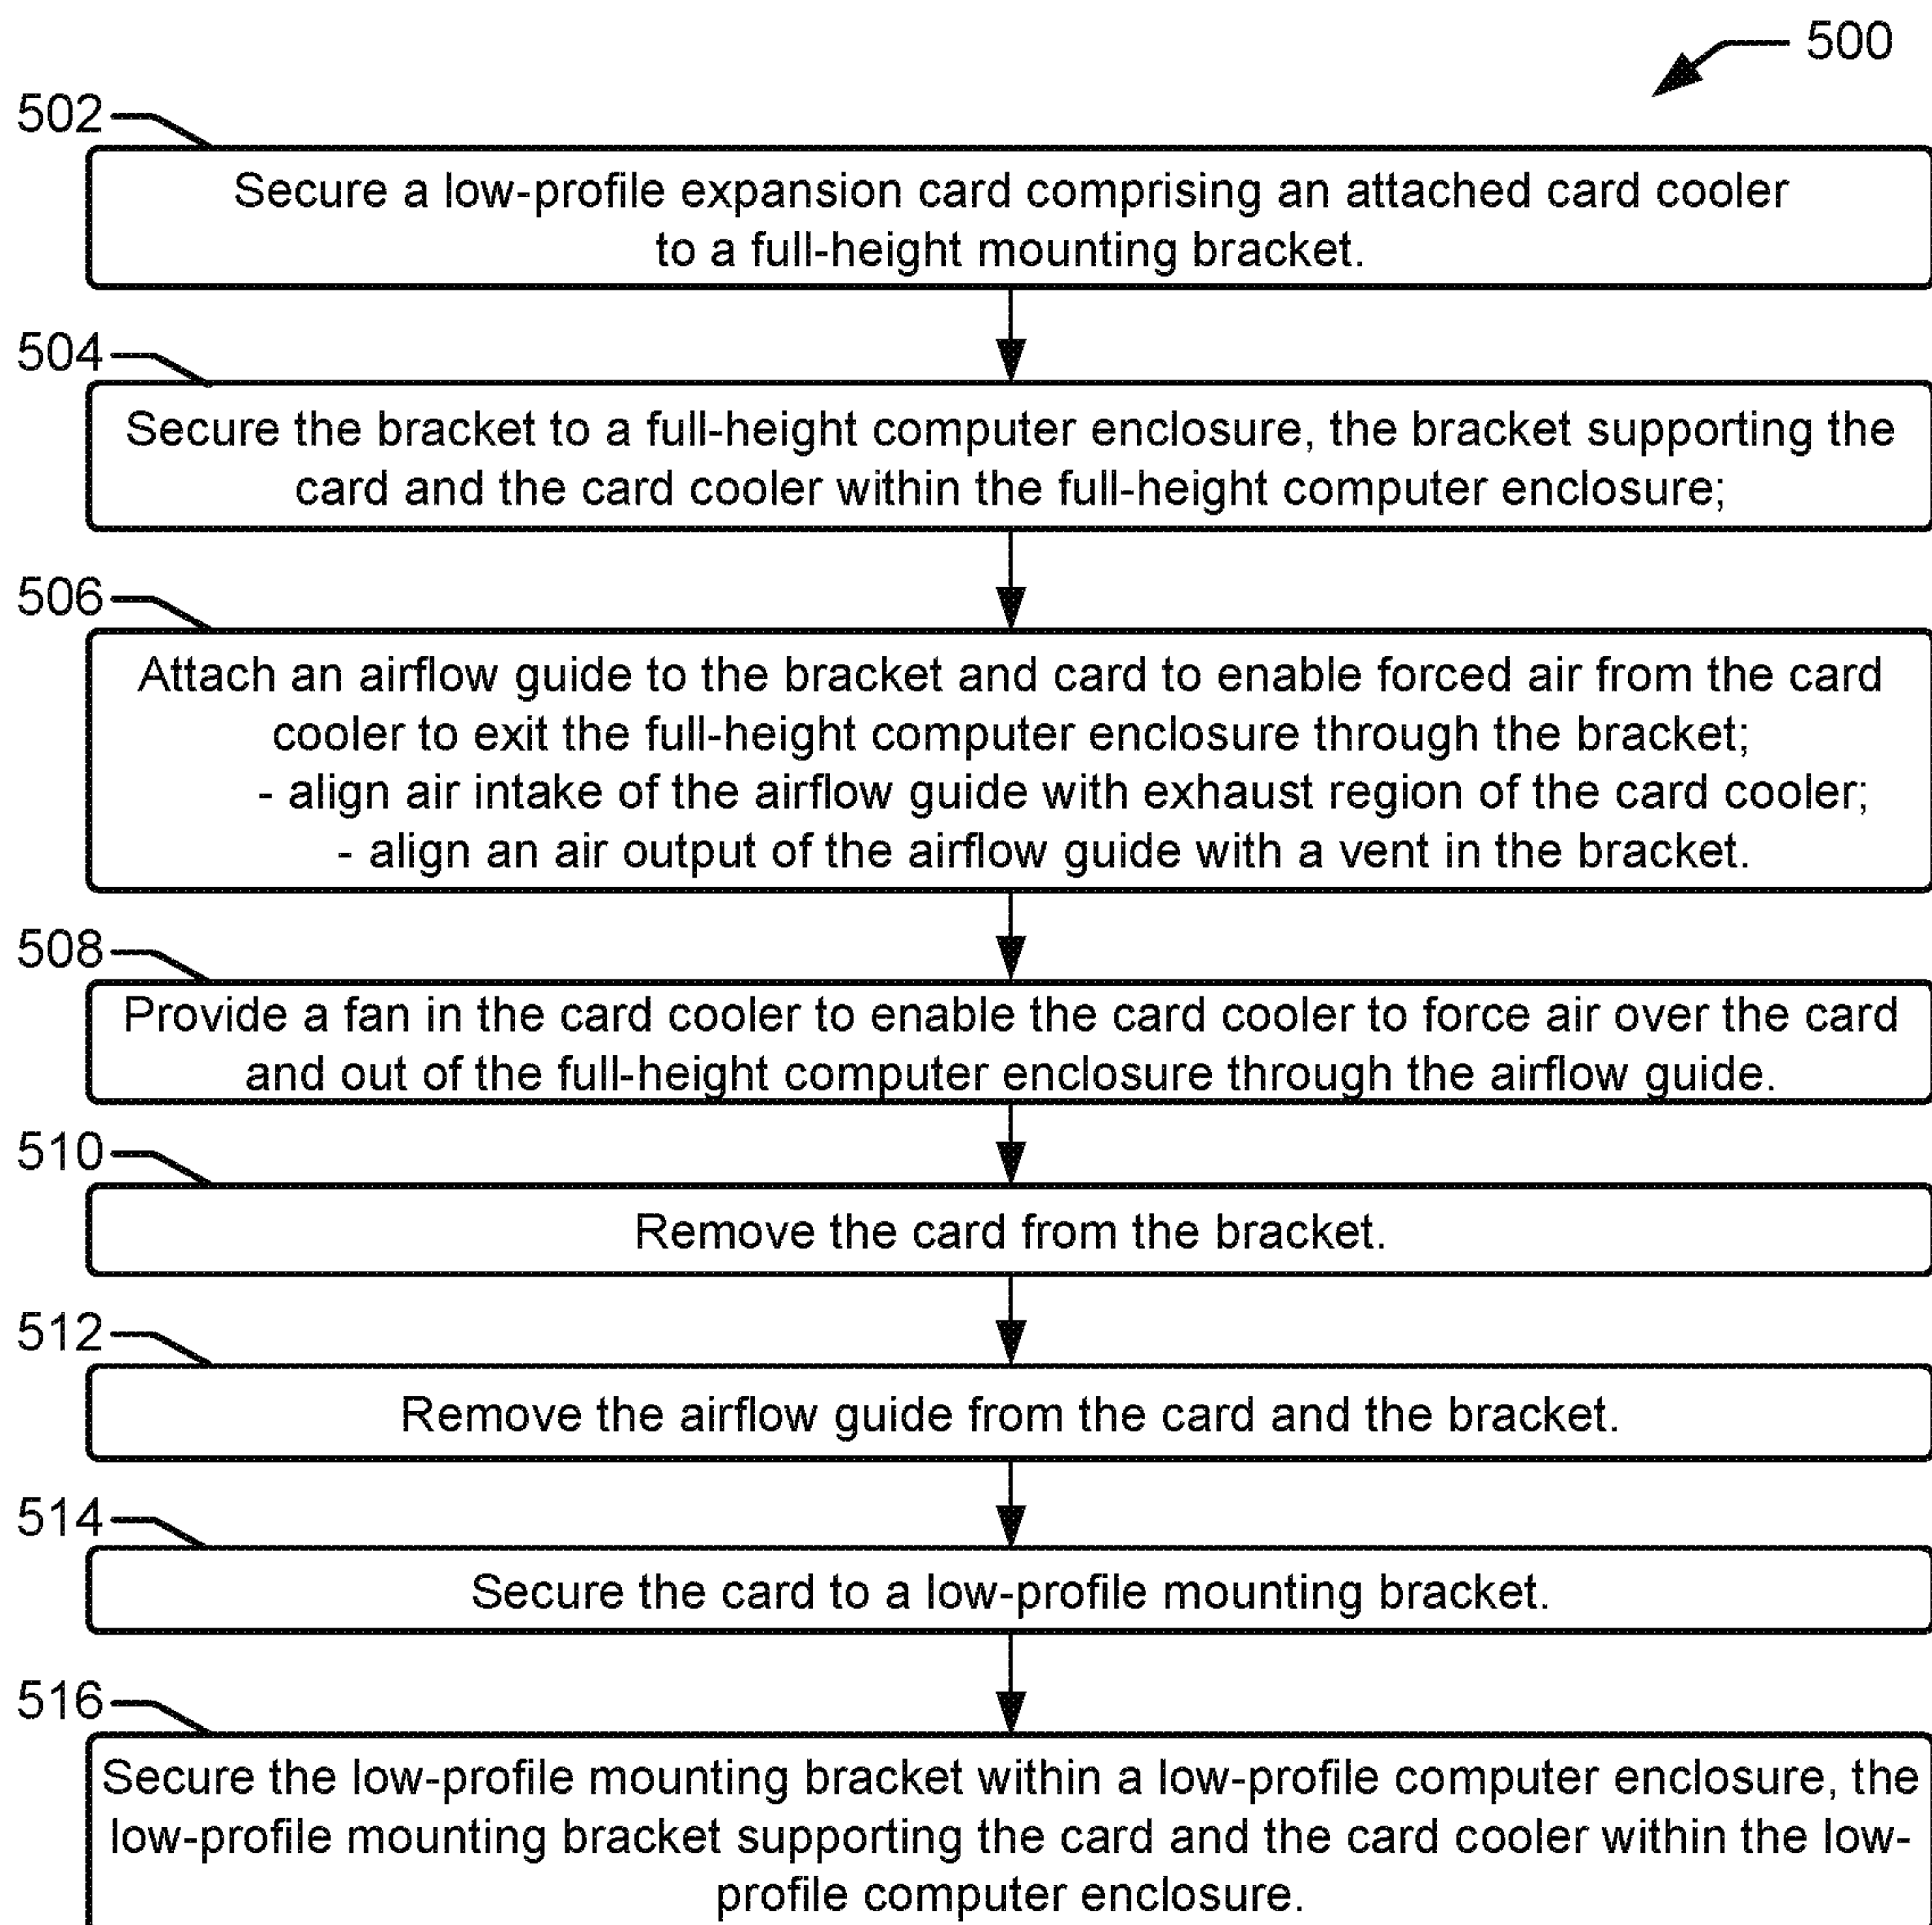 500
502
Secure a low-profile expansion card comprising an attached card cooler
to a full-height mounting bracket.
504
Secure the bracket to a full-height computer enclosure, the bracket supporting the
card and the card cooler within the full-height computer enclosure;
506
Attach an airflow guide to the bracket and card to enable forced air from the card
cooler to exit the full-height computer enclosure through the bracket;
- align air intake of the airflow guide with exhaust region of the card cooler;
- align an air output of the airflow guide with a vent in the bracket.
508
Provide a fan in the card cooler to enable the card cooler to force air over the card
and out of the full-height computer enclosure through the airflow guide.
510
Remove the card from the bracket.
512
Remove the airflow guide from the card and the bracket.
514
Secure the card to a low-profile mounting bracket.
516
Secure the low-profile mounting bracket within a low-profile computer enclosure, the
low-profile mounting bracket supporting the card and the card cooler within the low-
profile computer enclosure.